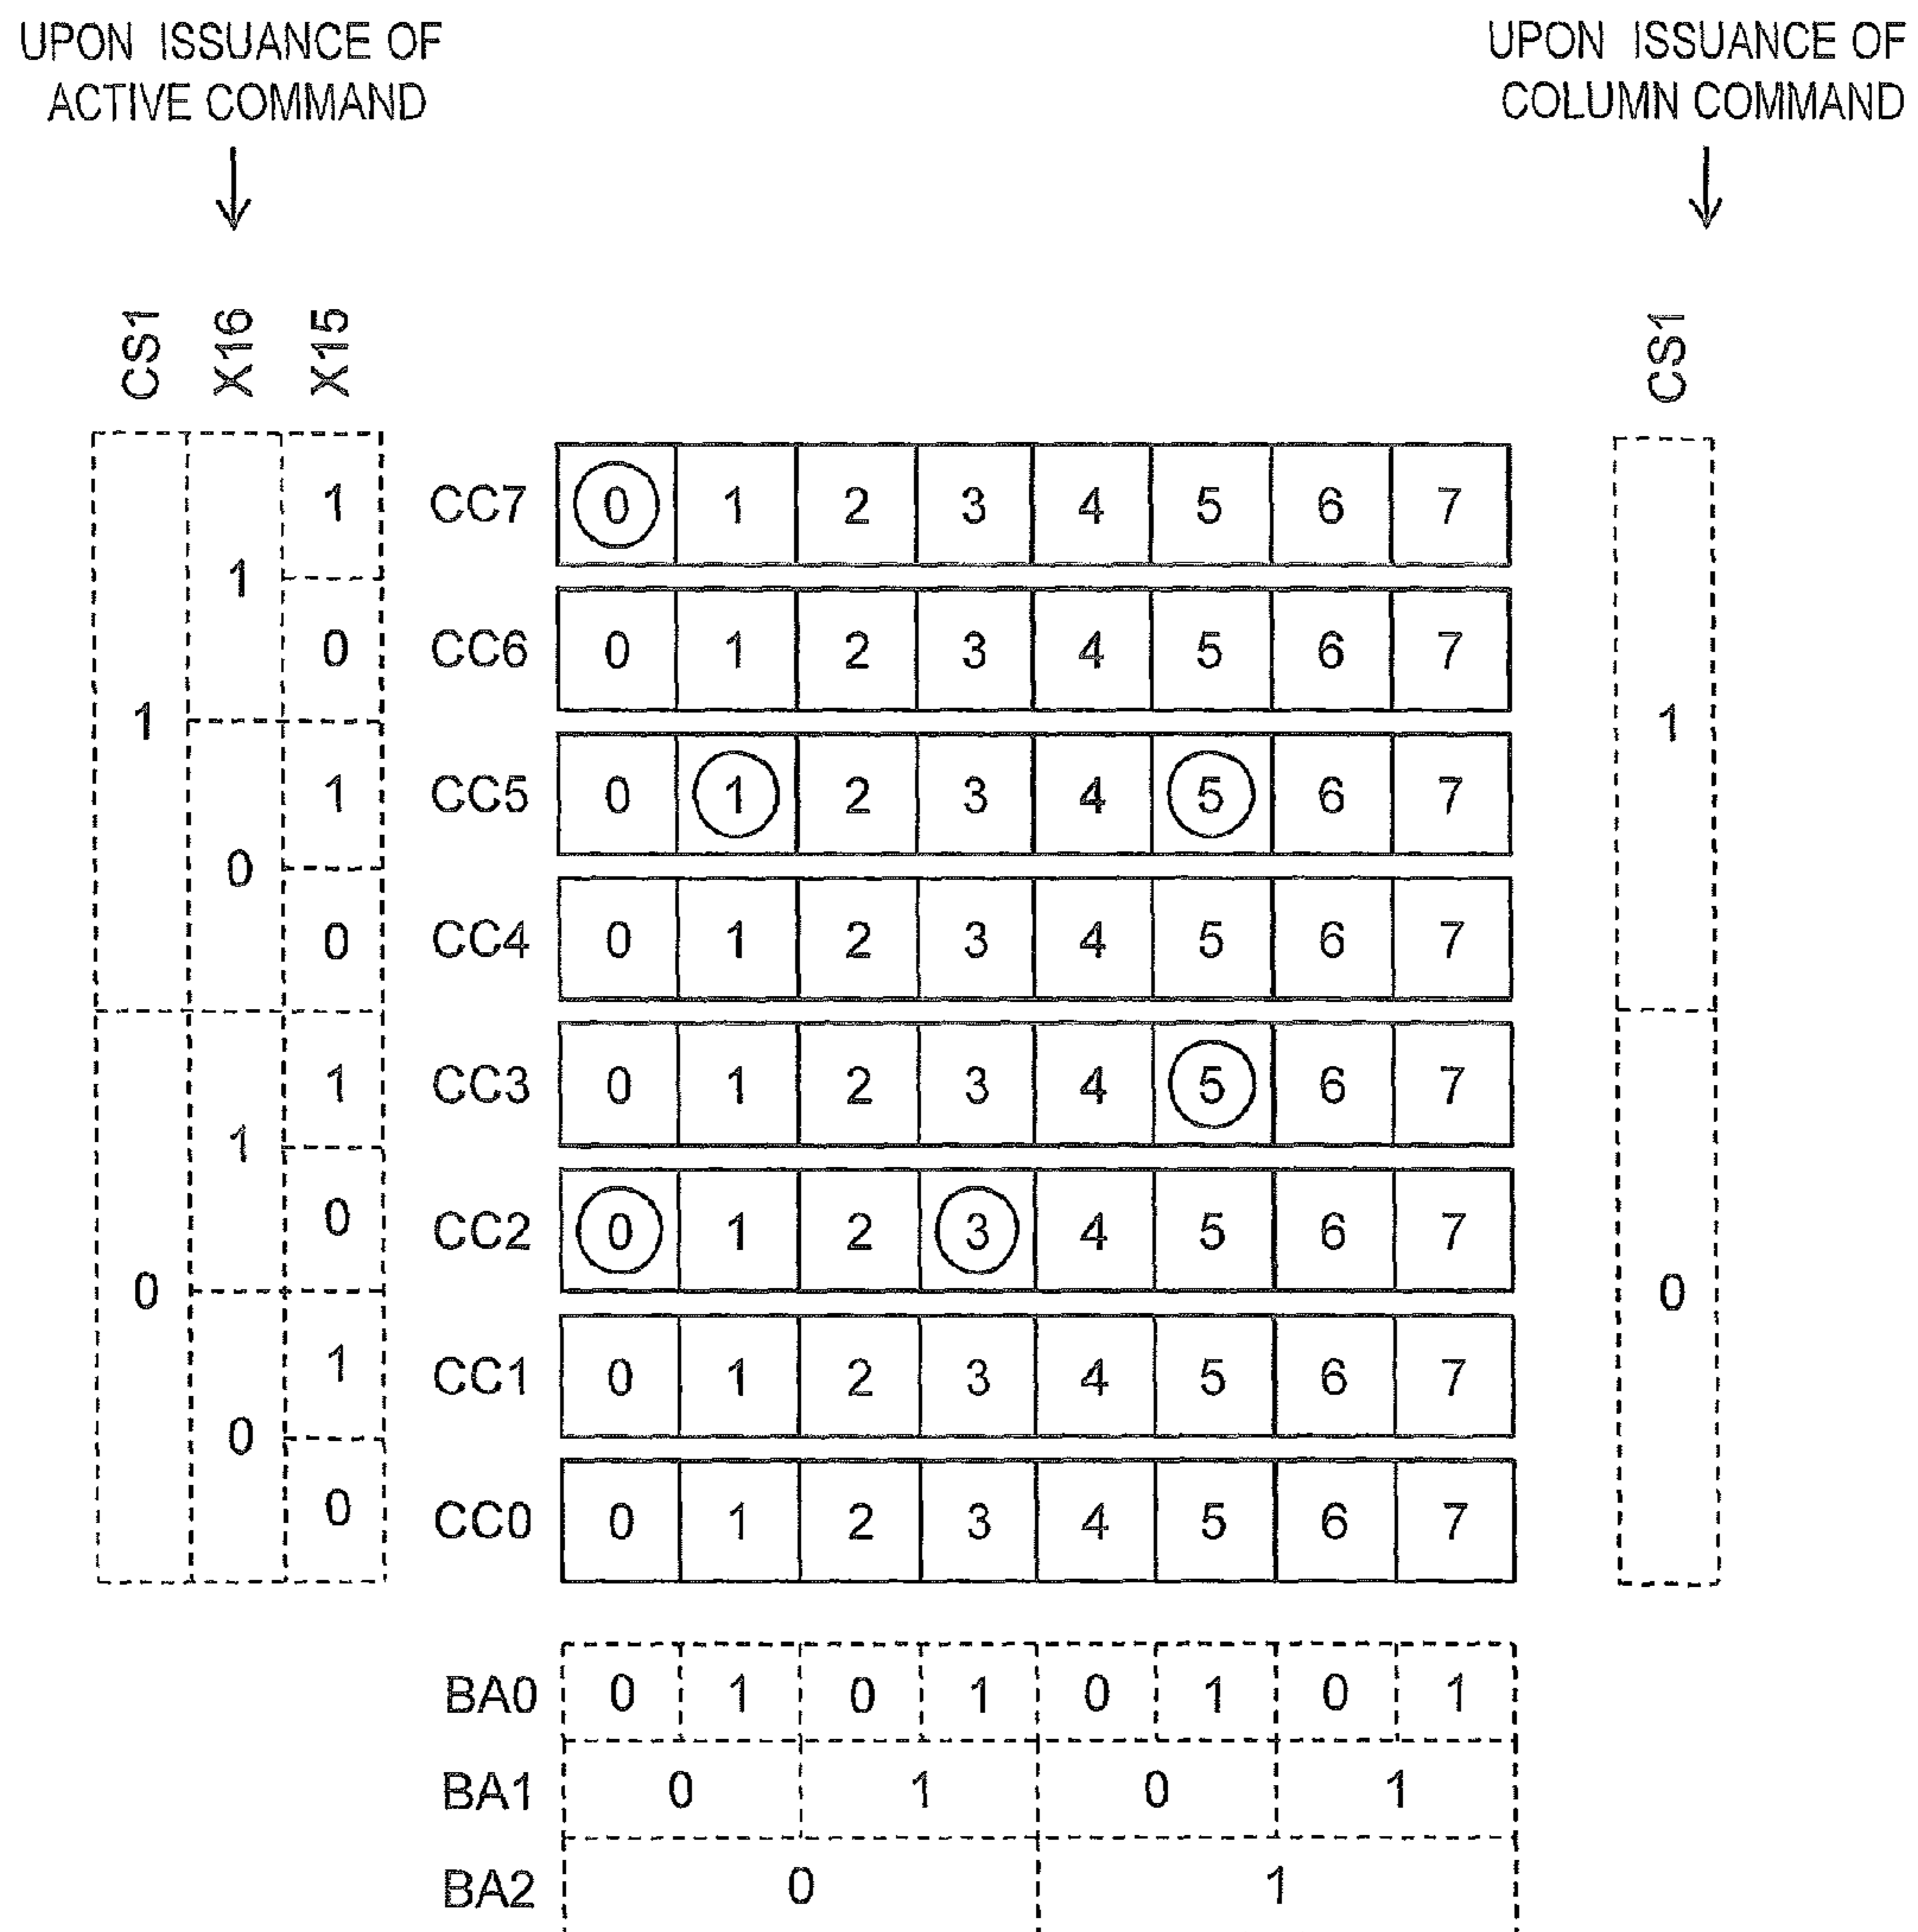 UPON ISSUANCE OF
ACTIVE COMMAND
UPON ISSUANCE OF
COLUMN COMMAND
CS1
X16
X15
CS1
1
1
1
CC7 0 1 2 3 4 5 6 7
0
CC6 0 1 2 3 4 5 6 7
1
0
1
CC5 0 1 2 3 4 5 6 7
0
CC4 0 1 2 3 4 5 6 7
0
1
1
CC3 0 1 2 3 4 5 6 7
0
CC2 0 1 2 3 4 5 6 7
0
0
1
CC1 0 1 2 3 4 5 6 7
0
CC0 0 1 2 3 4 5 6 7
BA0 0 1 0 1 0 1 0 1
BA1 0 1 0 1
BA2 0 1